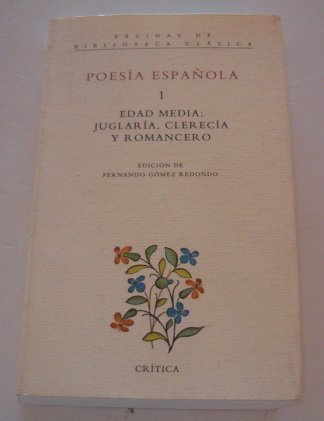 PÁGINAS DE
BIBLIOTECA CLÁSICA
POESÍA ESPAÑOLA
1
EDAD MEDIA:
JUGLARÍA, CLERECÍA
Y ROMANCERO
EDICIÓN DE
FERNANDO GÓMEZ REDONDO
CRÍTICA